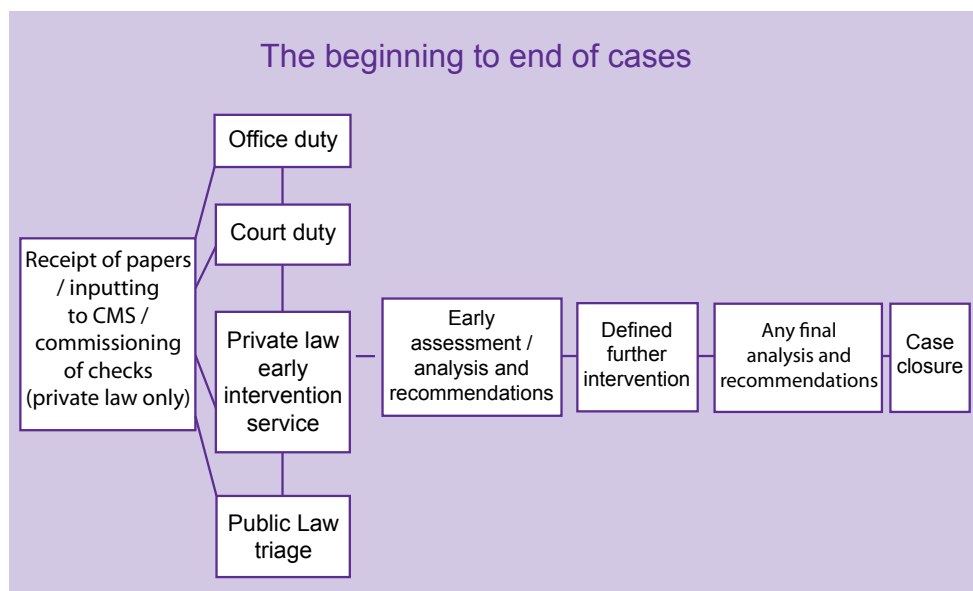 The beginning to end of cases
Office duty
Court duty
Receipt of papers
/ inputting
to CMS /
commissioning
of checks
(private law only)
Private law
early
intervention
service
Public Law
triage
Early
assessment /
analysis and
recommendations
Defined
further
intervention
Any final
analysis and
recommendations
Case
closure